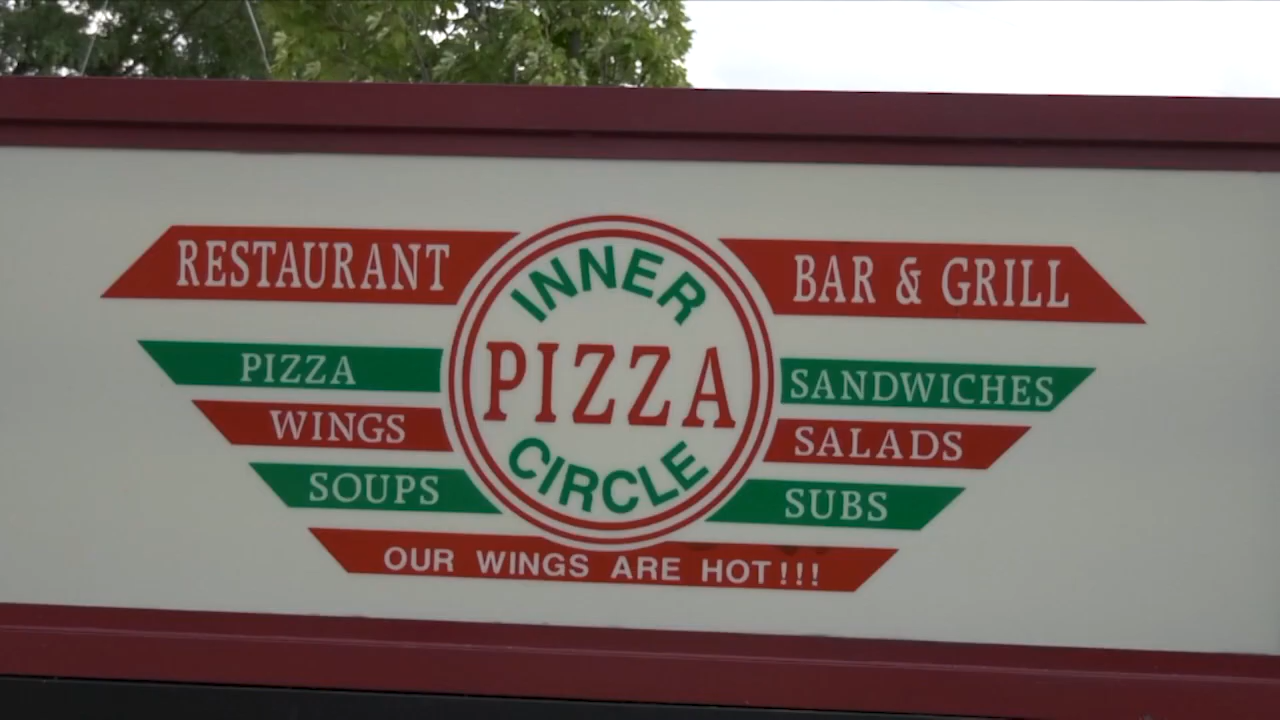 RESTAURANT
BAR & GRILL
INNER
PIZZA
CIRCLE
PIZZA
SANDWICHES
WINGS
SALADS
SOUPS
SUBS
OUR WINGS ARE HOT!!!